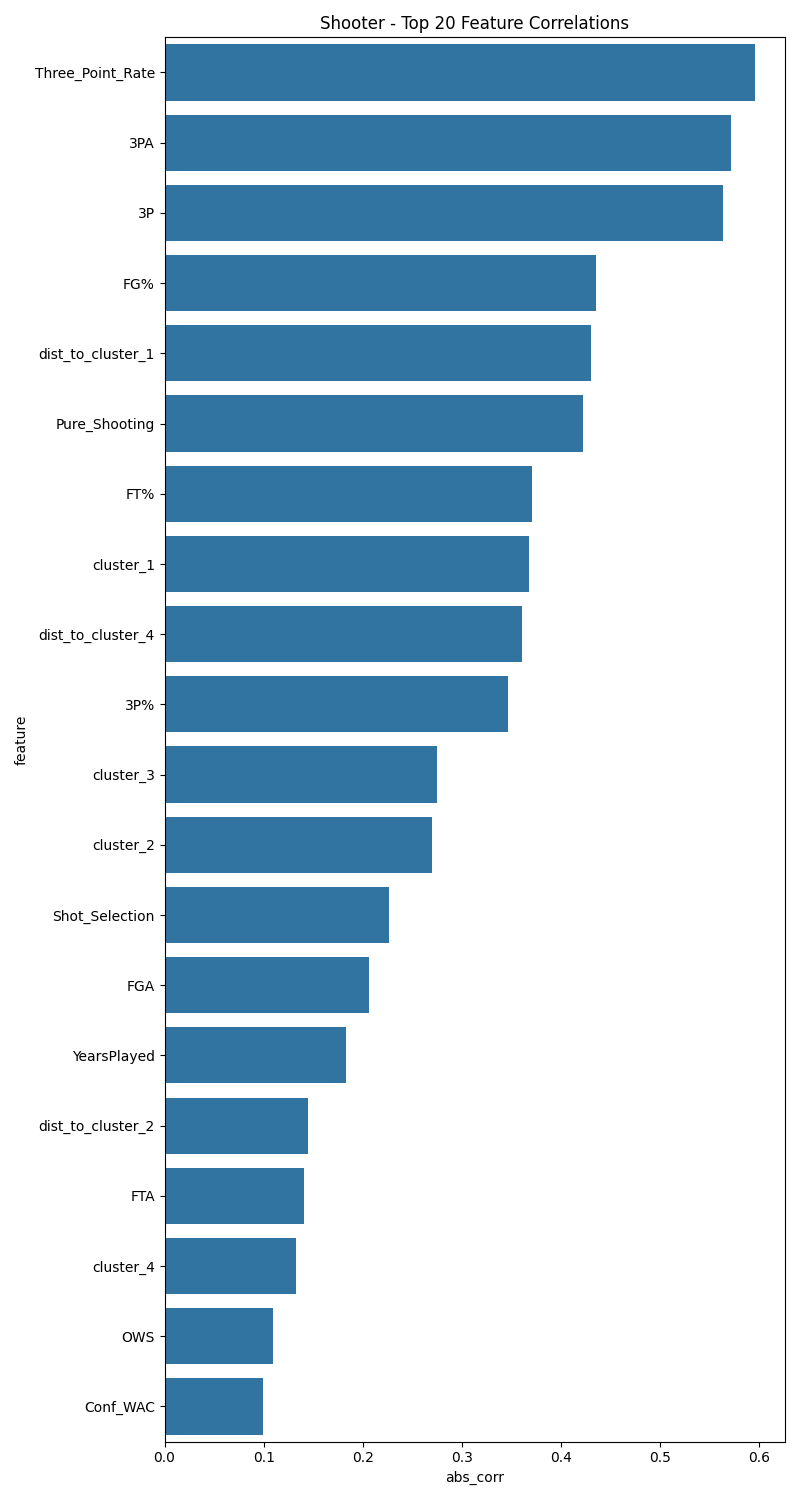 Shooter - Top 20 Feature Correlations
Three_Point_Rate
3PA
3P
FG%
dist_to_cluster_1
Pure_Shooting
FT%
cluster_1
dist_to_cluster_4
3P%
cluster_3
cluster_2
Shot_Selection
FGA
YearsPlayed
dist_to_cluster_2
FTA
cluster_4
OWS
Conf_WAC
feature
0.0 0.1 0.2 0.3 0.4 0.5 0.6
abs_corr